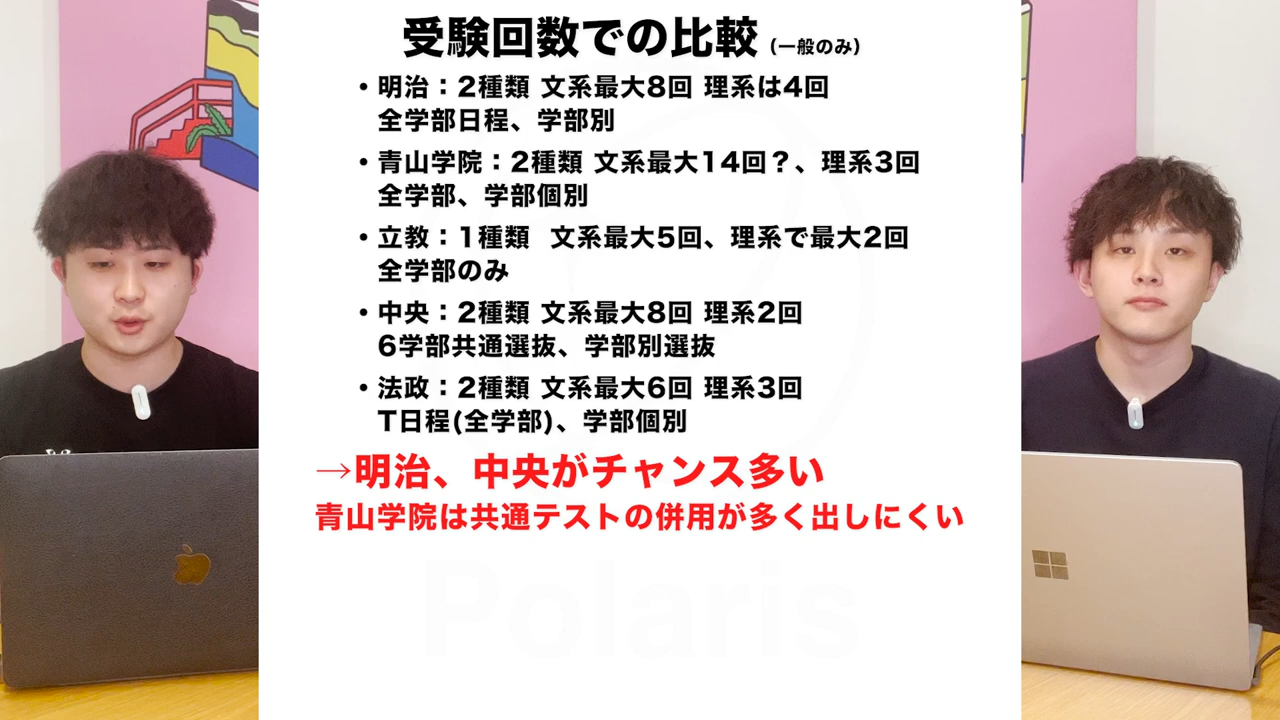 受験回数での比較(一般のみ)
・明治：2種類 文系最大8回 理系は4回
全学部日程、学部別
・青山学院：2種類 文系最大14回？、理系3回
全学部、学部個別
・立教：1種類 文系最大5回、理系で最大2回
全学部のみ
・中央：2種類 文系最大8回 理系2回
6学部共通選抜、学部別選抜
・法政：2種類 文系最大6回 理系3回
T日程(全学部)、学部個別
→明治、中央がチャンス多い
青山学院は共通テストの併用が多く出しにくい
Polaris